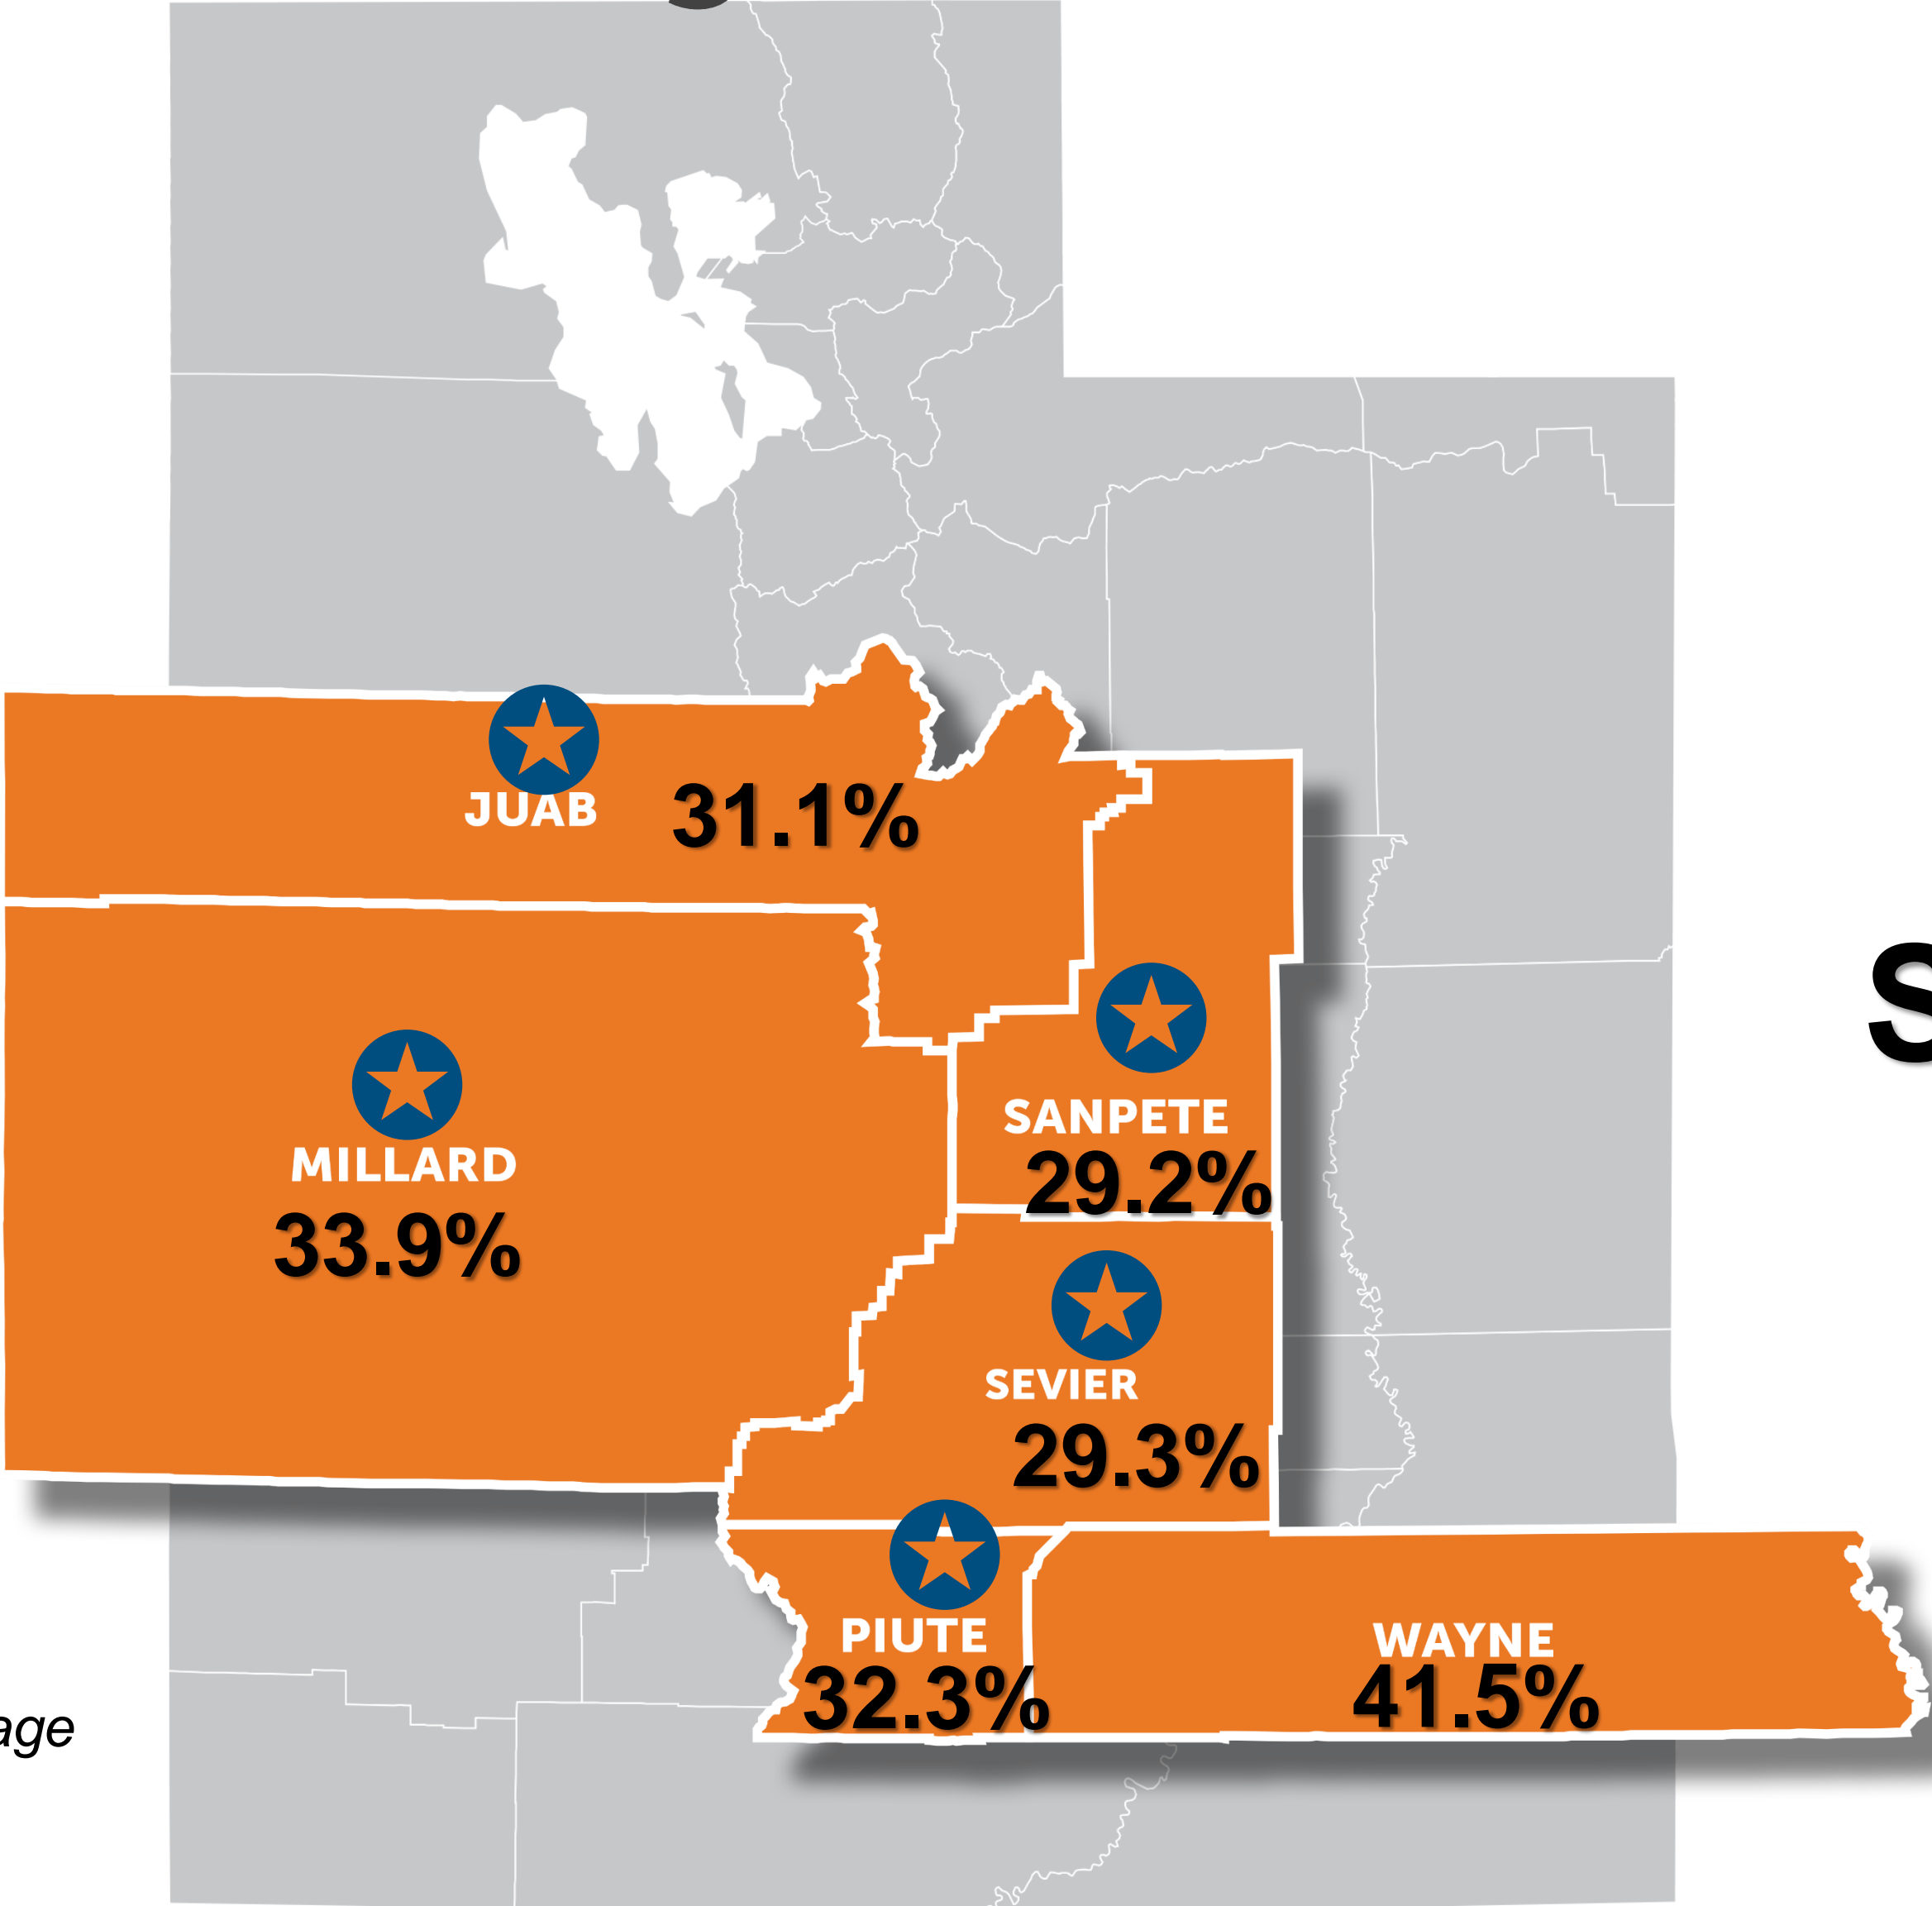 JUAB
31.1%
S
SANPETE
29.2%
MILLARD
33.9%
SEVIER
29.3%
PIUTE
32.3%
WAYNE
41.5%